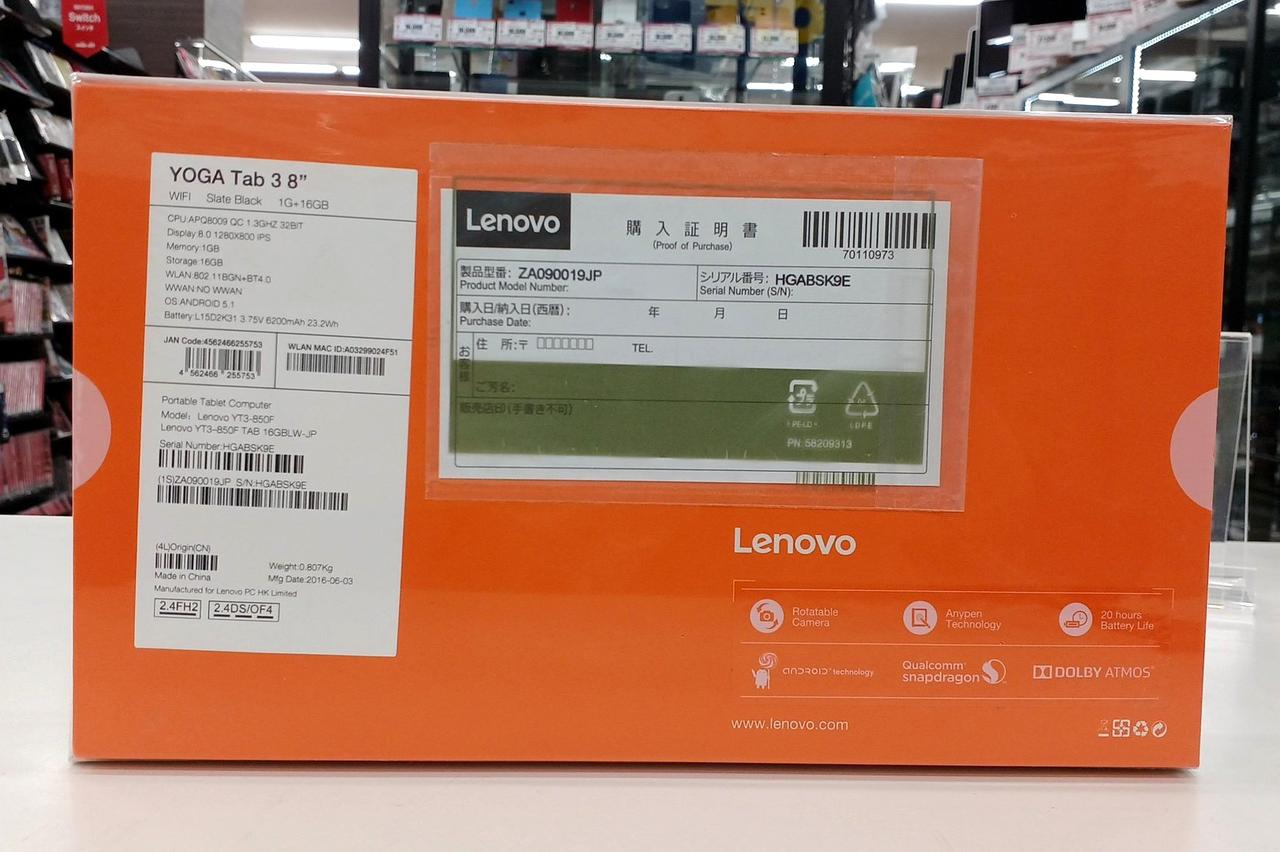 Switch
YOGA Tab 3 8”
WIFI Slate Black 1G+16GB
CPU:APQ8009 QC 1.3GHZ 32BIT
Display:8.0 1280X800 IPS
Memory:1GB
Storage:16GB
WLAN:802.11BGN+BT4.0
WWAN:NO WWAN
OS:ANDROID 5.1
Battery:L15D2K31 3.75V 6200mAh 23.2Wh
JAN Code:4562466255753
4 562466 255753
WLAN MAC ID:A03299024F51
Portable Tablet Computer
Model: Lenovo YT3-850F
Lenovo YT3-850F TAB 16GBLW-JP
Serial Number:HGABSK9E
(1S)ZA090019JP S/N:HGABSK9E
(4L)Origin(CN)
Made in China
Weight:0.807Kg
Mfg Date:2016-06-03
Manufactured for Lenovo PC HK Limited
2.4FH2 2.4DS/OF4
Lenovo
購入証明書
(Proof of Purchase)
70110973
製品型番: ZA090019JP
Product Model Number:
シリアル番号: HGABSK9E
Serial Number (S/N):
購入日/納入日(西暦): 年 月 日
Purchase Date:
お客様
住 所:〒 TEL.
ご芳名:
販売店印(手書き不可)
PN 58209313
Lenovo
Rotatable
Camera
Anypen
Technology
20 hours
Battery Life
ANDROID technology
Qualcomm
snapdragon
DOLBY ATMOS
www.lenovo.com